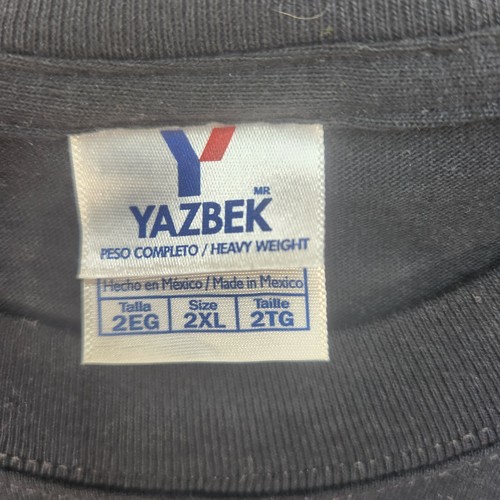 Y
MR
YAZBEK
PESO COMPLETO / HEAVY WEIGHT
Hecho en México / Made in Mexico
Talla Size Taille
2EG 2XL 2TG